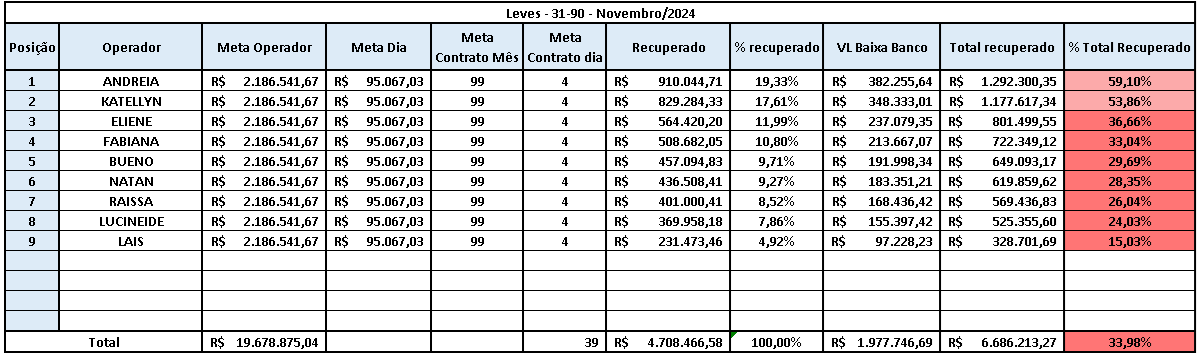 Leves - 31-90 - Novembro/2024
Posição Operador Meta Operador Meta Dia Meta Contrato Mês Meta Contrato dia Recuperado % recuperado VL Baixa Banco Total recuperado % Total Recuperado
1 ANDREIA R$ 2.186.541,67 R$ 95.067,03 99 4 R$ 910.044,71 19,33% R$ 382.255,64 R$ 1.292.300,35 59,10%
2 KATELLYN R$ 2.186.541,67 R$ 95.067,03 99 4 R$ 829.284,33 17,61% R$ 348.333,01 R$ 1.177.617,34 53,86%
3 ELIENE R$ 2.186.541,67 R$ 95.067,03 99 4 R$ 564.420,20 11,99% R$ 237.079,35 R$ 801.499,55 36,66%
4 FABIANA R$ 2.186.541,67 R$ 95.067,03 99 4 R$ 508.682,05 10,80% R$ 213.667,07 R$ 722.349,12 33,04%
5 BUENO R$ 2.186.541,67 R$ 95.067,03 99 4 R$ 457.094,83 9,71% R$ 191.998,34 R$ 649.093,17 29,69%
6 NATAN R$ 2.186.541,67 R$ 95.067,03 99 4 R$ 436.508,41 9,27% R$ 183.351,21 R$ 619.859,62 28,35%
7 RAISSA R$ 2.186.541,67 R$ 95.067,03 99 4 R$ 401.000,41 8,52% R$ 168.436,42 R$ 569.436,83 26,04%
8 LUCINEIDE R$ 2.186.541,67 R$ 95.067,03 99 4 R$ 369.958,18 7,86% R$ 155.397,42 R$ 525.355,60 24,03%
9 LAIS R$ 2.186.541,67 R$ 95.067,03 99 4 R$ 231.473,46 4,92% R$ 97.228,23 R$ 328.701,69 15,03%
Total R$ 19.678.875,04 39 R$ 4.708.466,58 100,00% R$ 1.977.746,69 R$ 6.686.213,27 33,98%